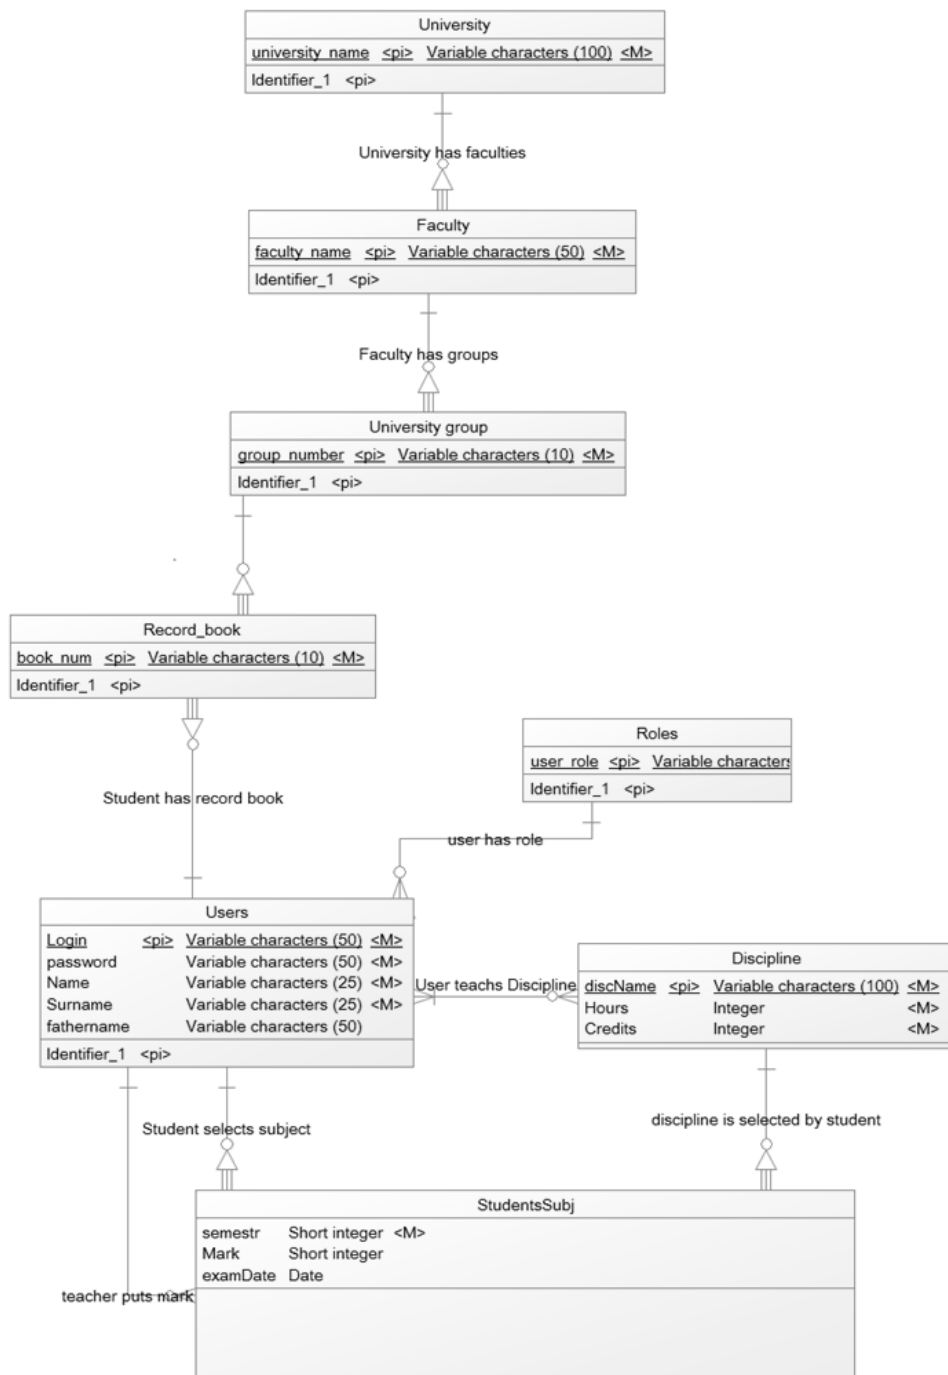 University
university_name <pi> Variable characters (100) <M>
Identifier_1 <pi>
University has faculties
Faculty
faculty_name <pi> Variable characters (50) <M>
Identifier_1 <pi>
Faculty has groups
University group
group_number <pi> Variable characters (10) <M>
Identifier_1 <pi>
Record_book
book_num <pi> Variable characters (10) <M>
Identifier_1 <pi>
Roles
user_role <pi> Variable characters
Identifier_1 <pi>
Student has record book
user has role
Users
Login <pi> Variable characters (50) <M>
password Variable characters (50) <M>
Name Variable characters (25) <M>
Surname Variable characters (25) <M>
fathername Variable characters (50)
Identifier_1 <pi>
User teachs Discipline
Discipline
discName <pi> Variable characters (100) <M>
Hours Integer <M>
Credits Integer <M>
Student selects subject
discipline is selected by student
StudentsSubj
semestr Short integer <M>
Mark Short integer
examDate Date
teacher puts mark